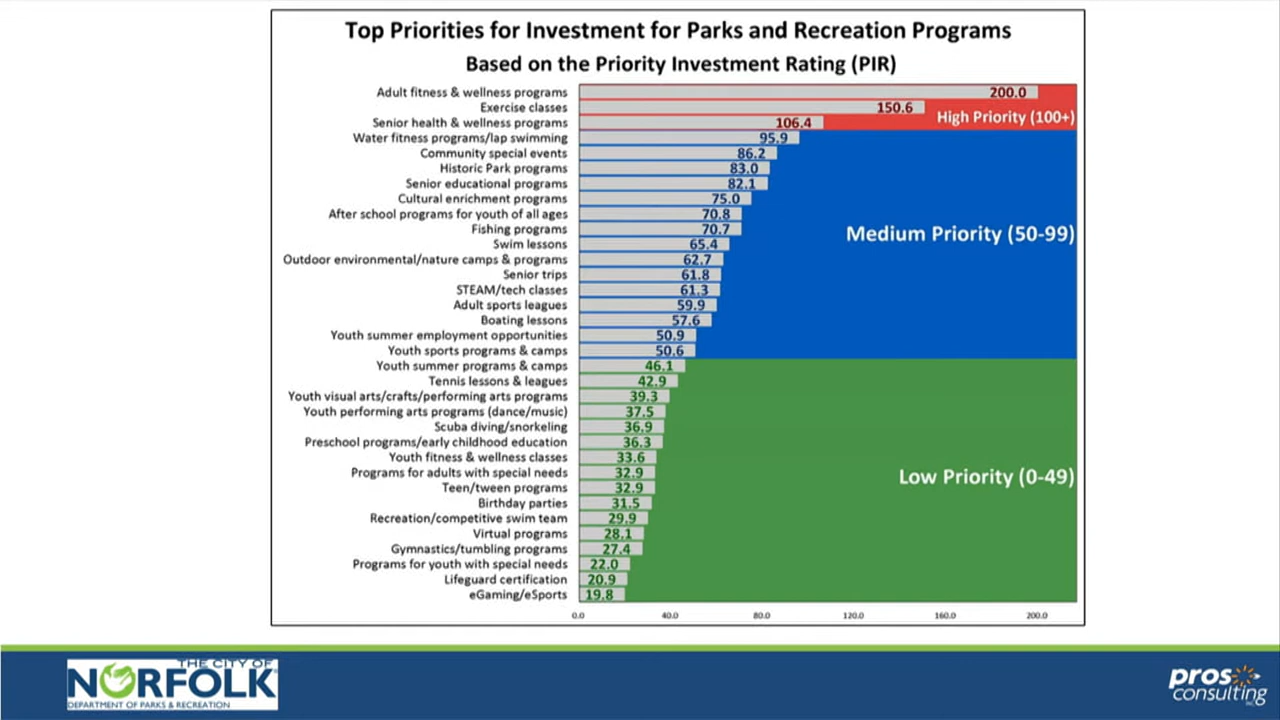 Top Priorities for Investment for Parks and Recreation Programs
Based on the Priority Investment Rating (PIR)
Adult fitness & wellness programs 200.0
Exercise classes 150.6
Senior health & wellness programs 106.4
High Priority (100+)
Water fitness programs/lap swimming 95.9
Community special events 86.2
Historic Park programs 83.0
Senior educational programs 82.1
Cultural enrichment programs 75.0
After school programs for youth of all ages 70.8
Fishing programs 70.7
Medium Priority (50-99)
Swim lessons 65.4
Outdoor environmental/nature camps & programs 62.7
Senior trips 61.8
STEAM/tech classes 61.3
Adult sports leagues 59.9
Boating lessons 57.6
Youth summer employment opportunities 50.9
Youth sports programs & camps 50.6
Youth summer programs & camps 46.1
Tennis lessons & leagues 42.9
Youth visual arts/crafts/performing arts programs 39.3
Youth performing arts programs (dance/music) 37.5
Scuba diving/snorkeling 36.9
Preschool programs/early childhood education 36.3
Youth fitness & wellness classes 33.6
Programs for adults with special needs 32.9
Low Priority (0-49)
Teen/tween programs 32.9
Birthday parties 31.5
Recreation/competitive swim team 29.9
Virtual programs 28.1
Gymnastics/tumbling programs 27.4
Programs for youth with special needs 22.0
Lifeguard certification 20.9
eGaming/eSports 19.8
0.0 40.0 80.0 120.0 160.0 200.0
THE CITY OF
NORFOLK
DEPARTMENT OF PARKS & RECREATION
pros
consulting
INC